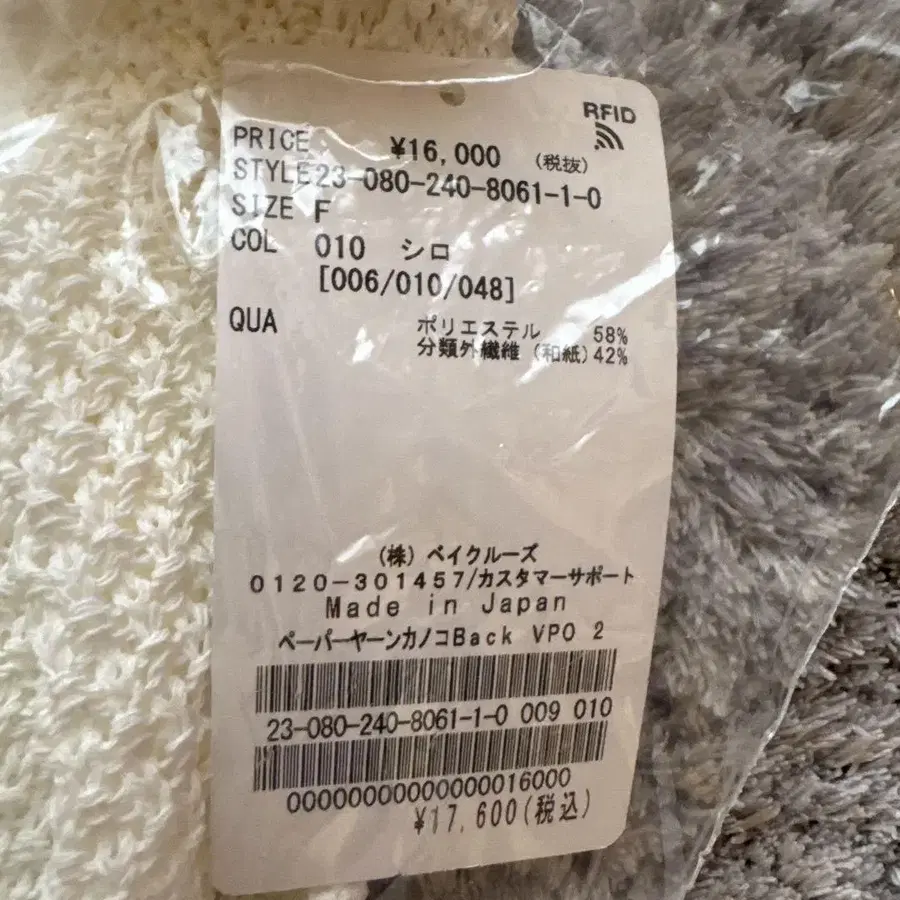 RFID
PRICE ¥16,000 (税抜)
STYLE23-080-240-8061-1-0
SIZE F
COL 010 シロ
[006/010/048]
QUA ポリエステル 58%
分類外繊維(和紙)42%
(株)ベイクルーズ
0120-301457/カスタマーサポート
Made in Japan
ペーパーヤーンカノコBack VPO 2
23-080-240-8061-1-0 009 010
00000000000000016000
¥17,600(税込)